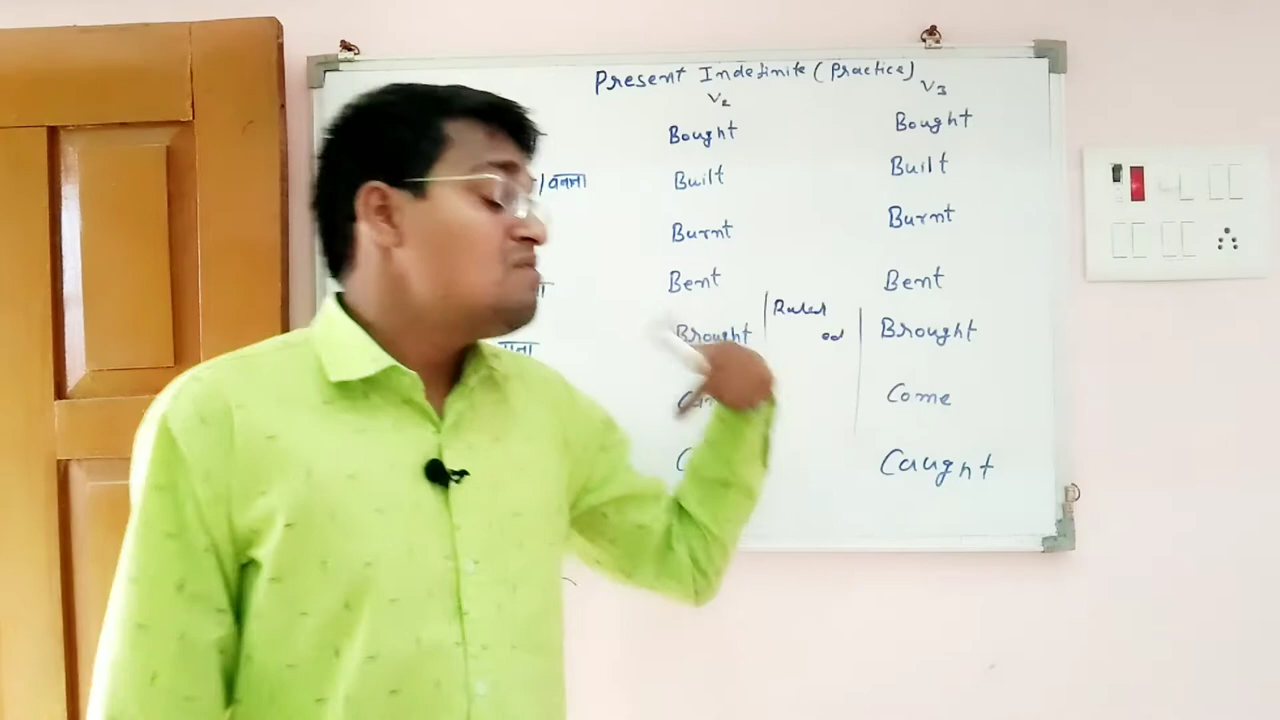 Present Indefinite (Practice)
V2 V3
Bought Bought
/बनना Built Built
Burnt Burnt
Bent Bent
Rules
ed
Brought Brought
Come
Caught